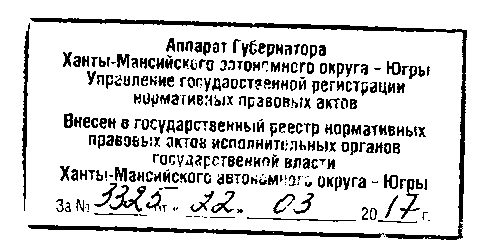 Аппарат Губернатора
Ханты-Мансийского автономного округа – Югры
Управление государственной регистрации
нормативных правовых актов
Внесен в государственный реестр нормативных
правовых актов исполнительных органов
государственной власти
Ханты-Мансийского автономного округа – Югры
За № 3325 от « 22 » 03 2017 г.